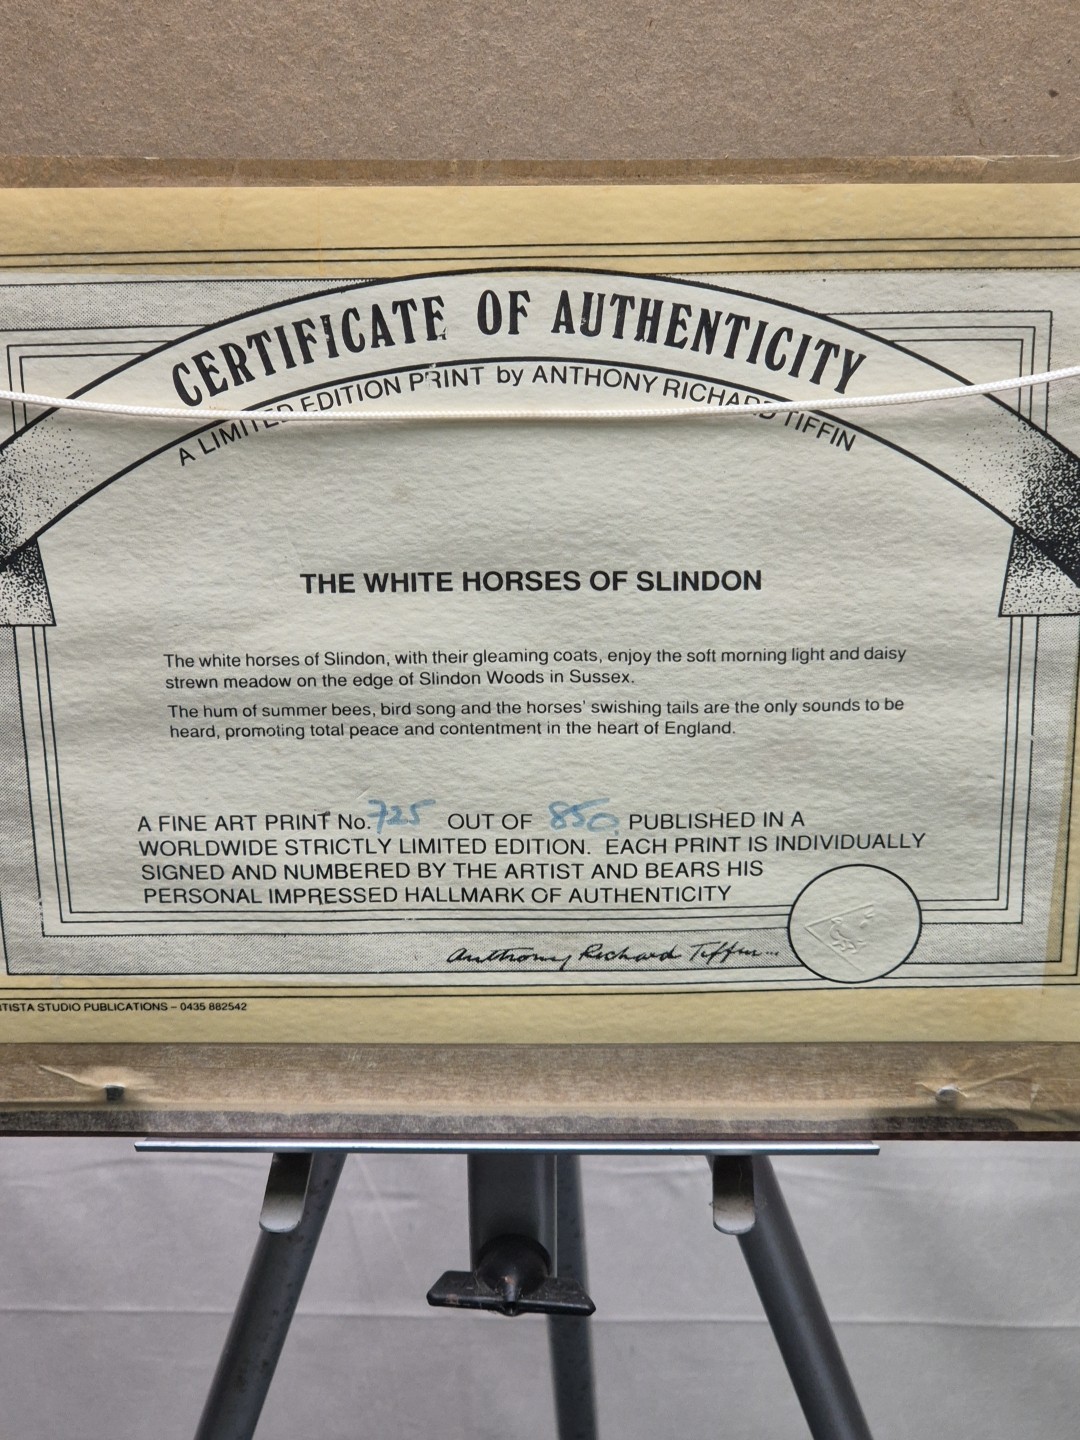 CERTIFICATE OF AUTHENTICITY
A LIMITED EDITION PRINT by ANTHONY RICHARD TIFFIN
THE WHITE HORSES OF SLINDON
The white horses of Slindon, with their gleaming coats, enjoy the soft morning light and daisy
strewn meadow on the edge of Slindon Woods in Sussex.
The hum of summer bees, bird song and the horses' swishing tails are the only sounds to be
heard, promoting total peace and contentment in the heart of England.
A FINE ART PRINT No. 725 OUT OF 850 PUBLISHED IN A
WORLDWIDE STRICTLY LIMITED EDITION. EACH PRINT IS INDIVIDUALLY
SIGNED AND NUMBERED BY THE ARTIST AND BEARS HIS
PERSONAL IMPRESSED HALLMARK OF AUTHENTICITY
Anthony Richard Tiffin...
TISTA STUDIO PUBLICATIONS – 0435 882542